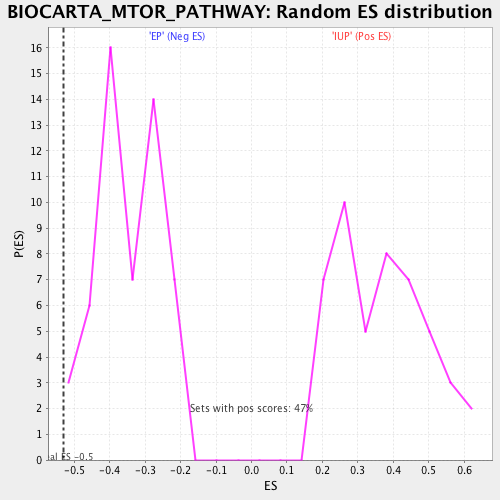 BIOCARTA_MTOR_PATHWAY: Random ES distribution
'EP' (Neg ES)
'IUP' (Pos ES)
P(ES)
16
15
14
13
12
11
10
9
8
7
6
5
4
3
2
1
0
Sets with pos scores: 47%
al ES -0.5
-0.5 -0.4 -0.3 -0.2 -0.1 0.0 0.1 0.2 0.3 0.4 0.5 0.6
ES